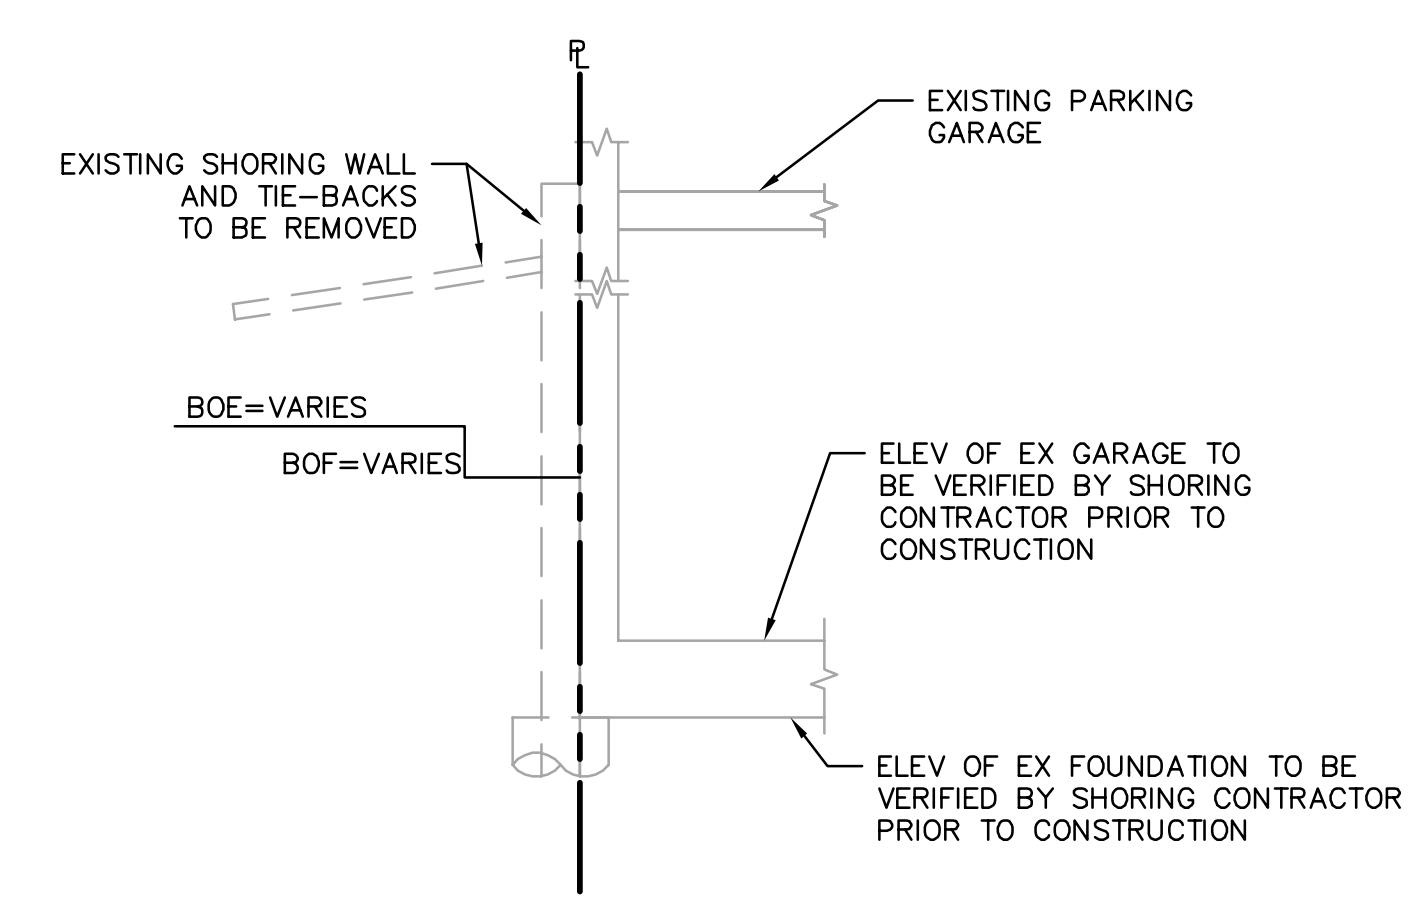 PL
EXISTING PARKING
GARAGE
EXISTING SHORING WALL
AND TIE-BACKS
TO BE REMOVED
BOE=VARIES
BOF=VARIES
ELEV OF EX GARAGE TO
BE VERIFIED BY SHORING
CONTRACTOR PRIOR TO
CONSTRUCTION
ELEV OF EX FOUNDATION TO BE
VERIFIED BY SHORING CONTRACTOR
PRIOR TO CONSTRUCTION